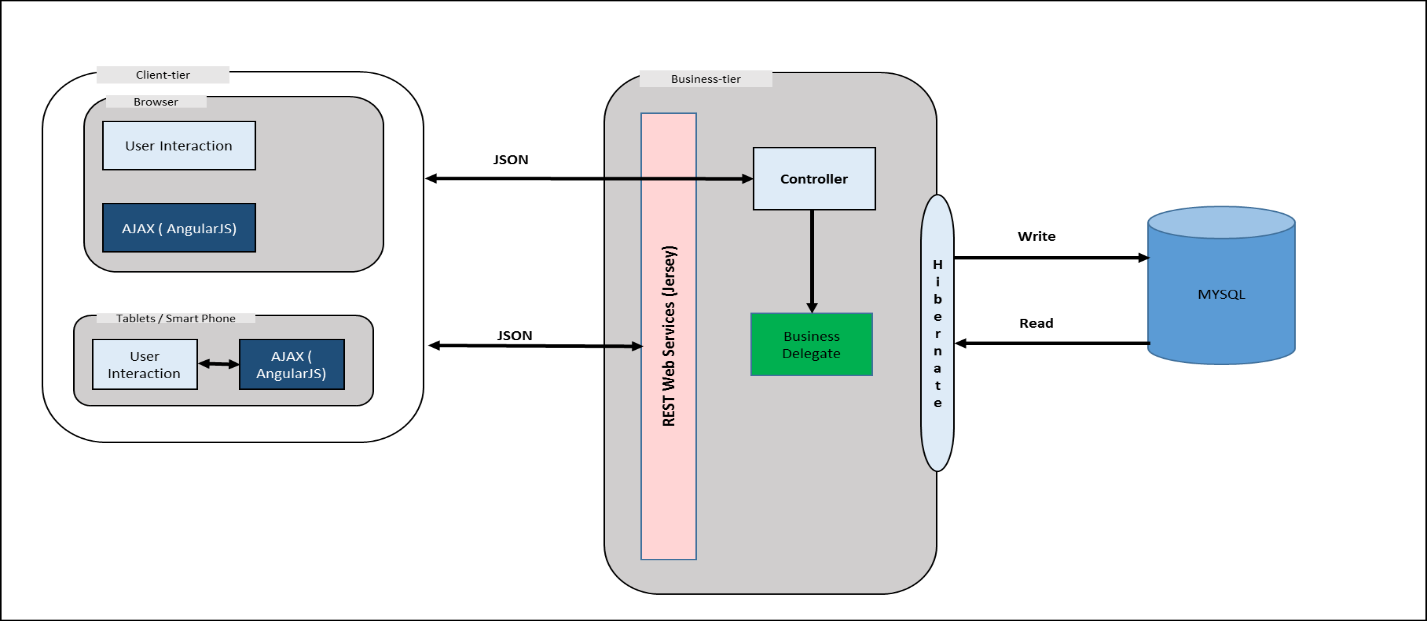 Client-tier
Browser
User Interaction
AJAX ( AngularJS)
Tablets / Smart Phone
User
Interaction
AJAX (
AngularJS)
JSON
JSON
Business-tier
REST Web Services (Jersey)
Controller
Business
Delegate
H
i
b
e
r
n
a
t
e
Write
Read
MYSQL